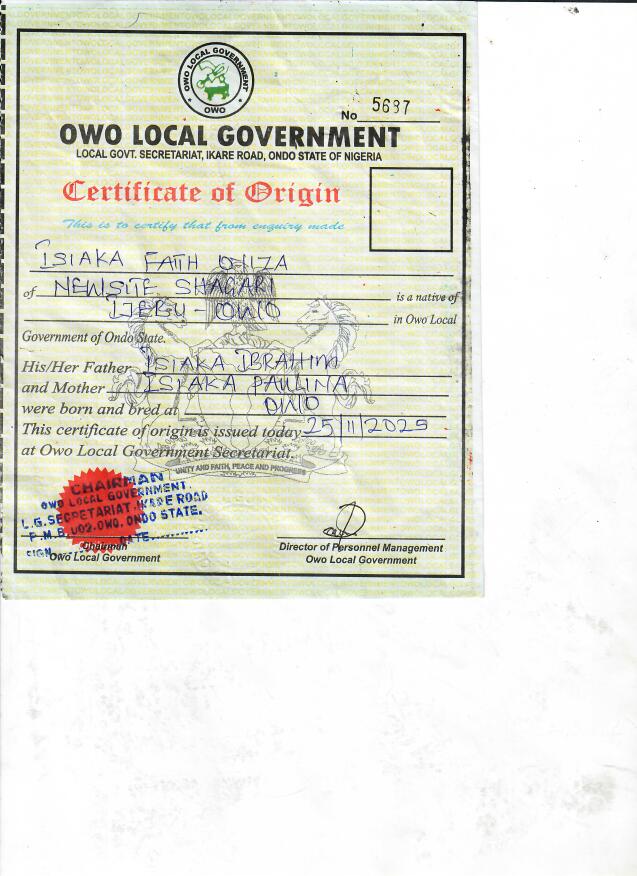 OWO LOCAL GOVERNMENT
OWO
No 5687
OWO LOCAL GOVERNMENT
LOCAL GOVT. SECRETARIAT, IKARE ROAD, ONDO STATE OF NIGERIA
Certificate of Origin
This is to certify that from enquiry made
ISIAKA FAITH
of NEWSITE SHAGARI is a native of
IJEBU - OWO in Owo Local
Government of Ondo State.
His/Her Father ISIAKA IBRAHIM
and Mother ISIAKA PAULINA
were born and bred at OWO
This certificate of origin is issued today 25/11/2025
at Owo Local Government Secretariat.
UNITY AND FAITH, PEACE AND PROGRESS
CHAIRMAN
OWO LOCAL GOVERNMENT.
L.G. SECRETARIAT IKARE ROAD
P.M.B. 1002-OWO. ONDO STATE.
SIGN DATE
Chairman
Owo Local Government
Director of Personnel Management
Owo Local Government